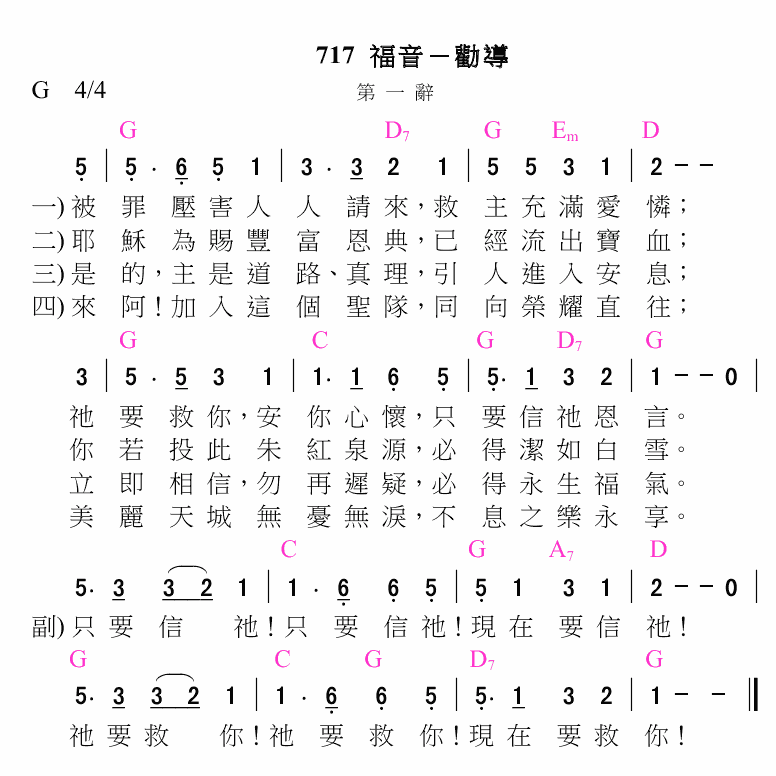 717 福音－勸導
G 4/4 第一辭
G D7 G Em D
5 | 5 · 6 5 1 | 3 · 3 2 1 | 5 5 3 1 | 2 - -
一) 被 罪 壓 害 人 人 請 來，救 主 充 滿 愛 憐；
二) 耶 穌 為 賜 豐 富 恩 典，已 經 流 出 寶 血；
三) 是 的，主 是 道 路、真 理，引 人 進 入 安 息；
四) 來 阿！加 入 這 個 聖 隊，同 向 榮 耀 直 往；
G C G D7 G
3 | 5 · 5 3 1 | 1· 1 6 5 | 5· 1 3 2 | 1 - - 0 |
祂 要 救 你，安 你 心 懷，只 要 信 祂 恩 言。
你 若 投 此 朱 紅 泉 源，必 得 潔 如 白 雪。
立 即 相 信，勿 再 遲 疑，必 得 永 生 福 氣。
美 麗 天 城 無 憂 無 淚，不 息 之 樂 永 享。
C G A7 D
5· 3 3 2 1 | 1 · 6 6 5 | 5 1 3 1 | 2 - - 0 |
副) 只 要 信 祂！只 要 信 祂！現 在 要 信 祂！
G C G D7 G
5· 3 3 2 1 | 1 · 6 6 5 | 5· 1 3 2 | 1 - - ‖
祂 要 救 你！祂 要 救 你！現 在 要 救 你！